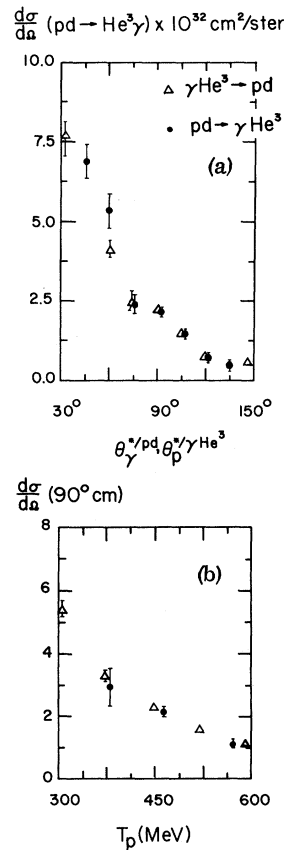 dσ/dΩ (pd → He³γ) x 10³² cm²/ster
10.0
△ γHe³ → pd
● pd → γHe³
7.5
(a)
5.0
2.5
0.0
30° 90° 150°
θ*γ/pd, θ*p/γHe³
dσ/dΩ (90° cm)
8
(b)
6
4
2
0
300 450 600
Tp (MeV)